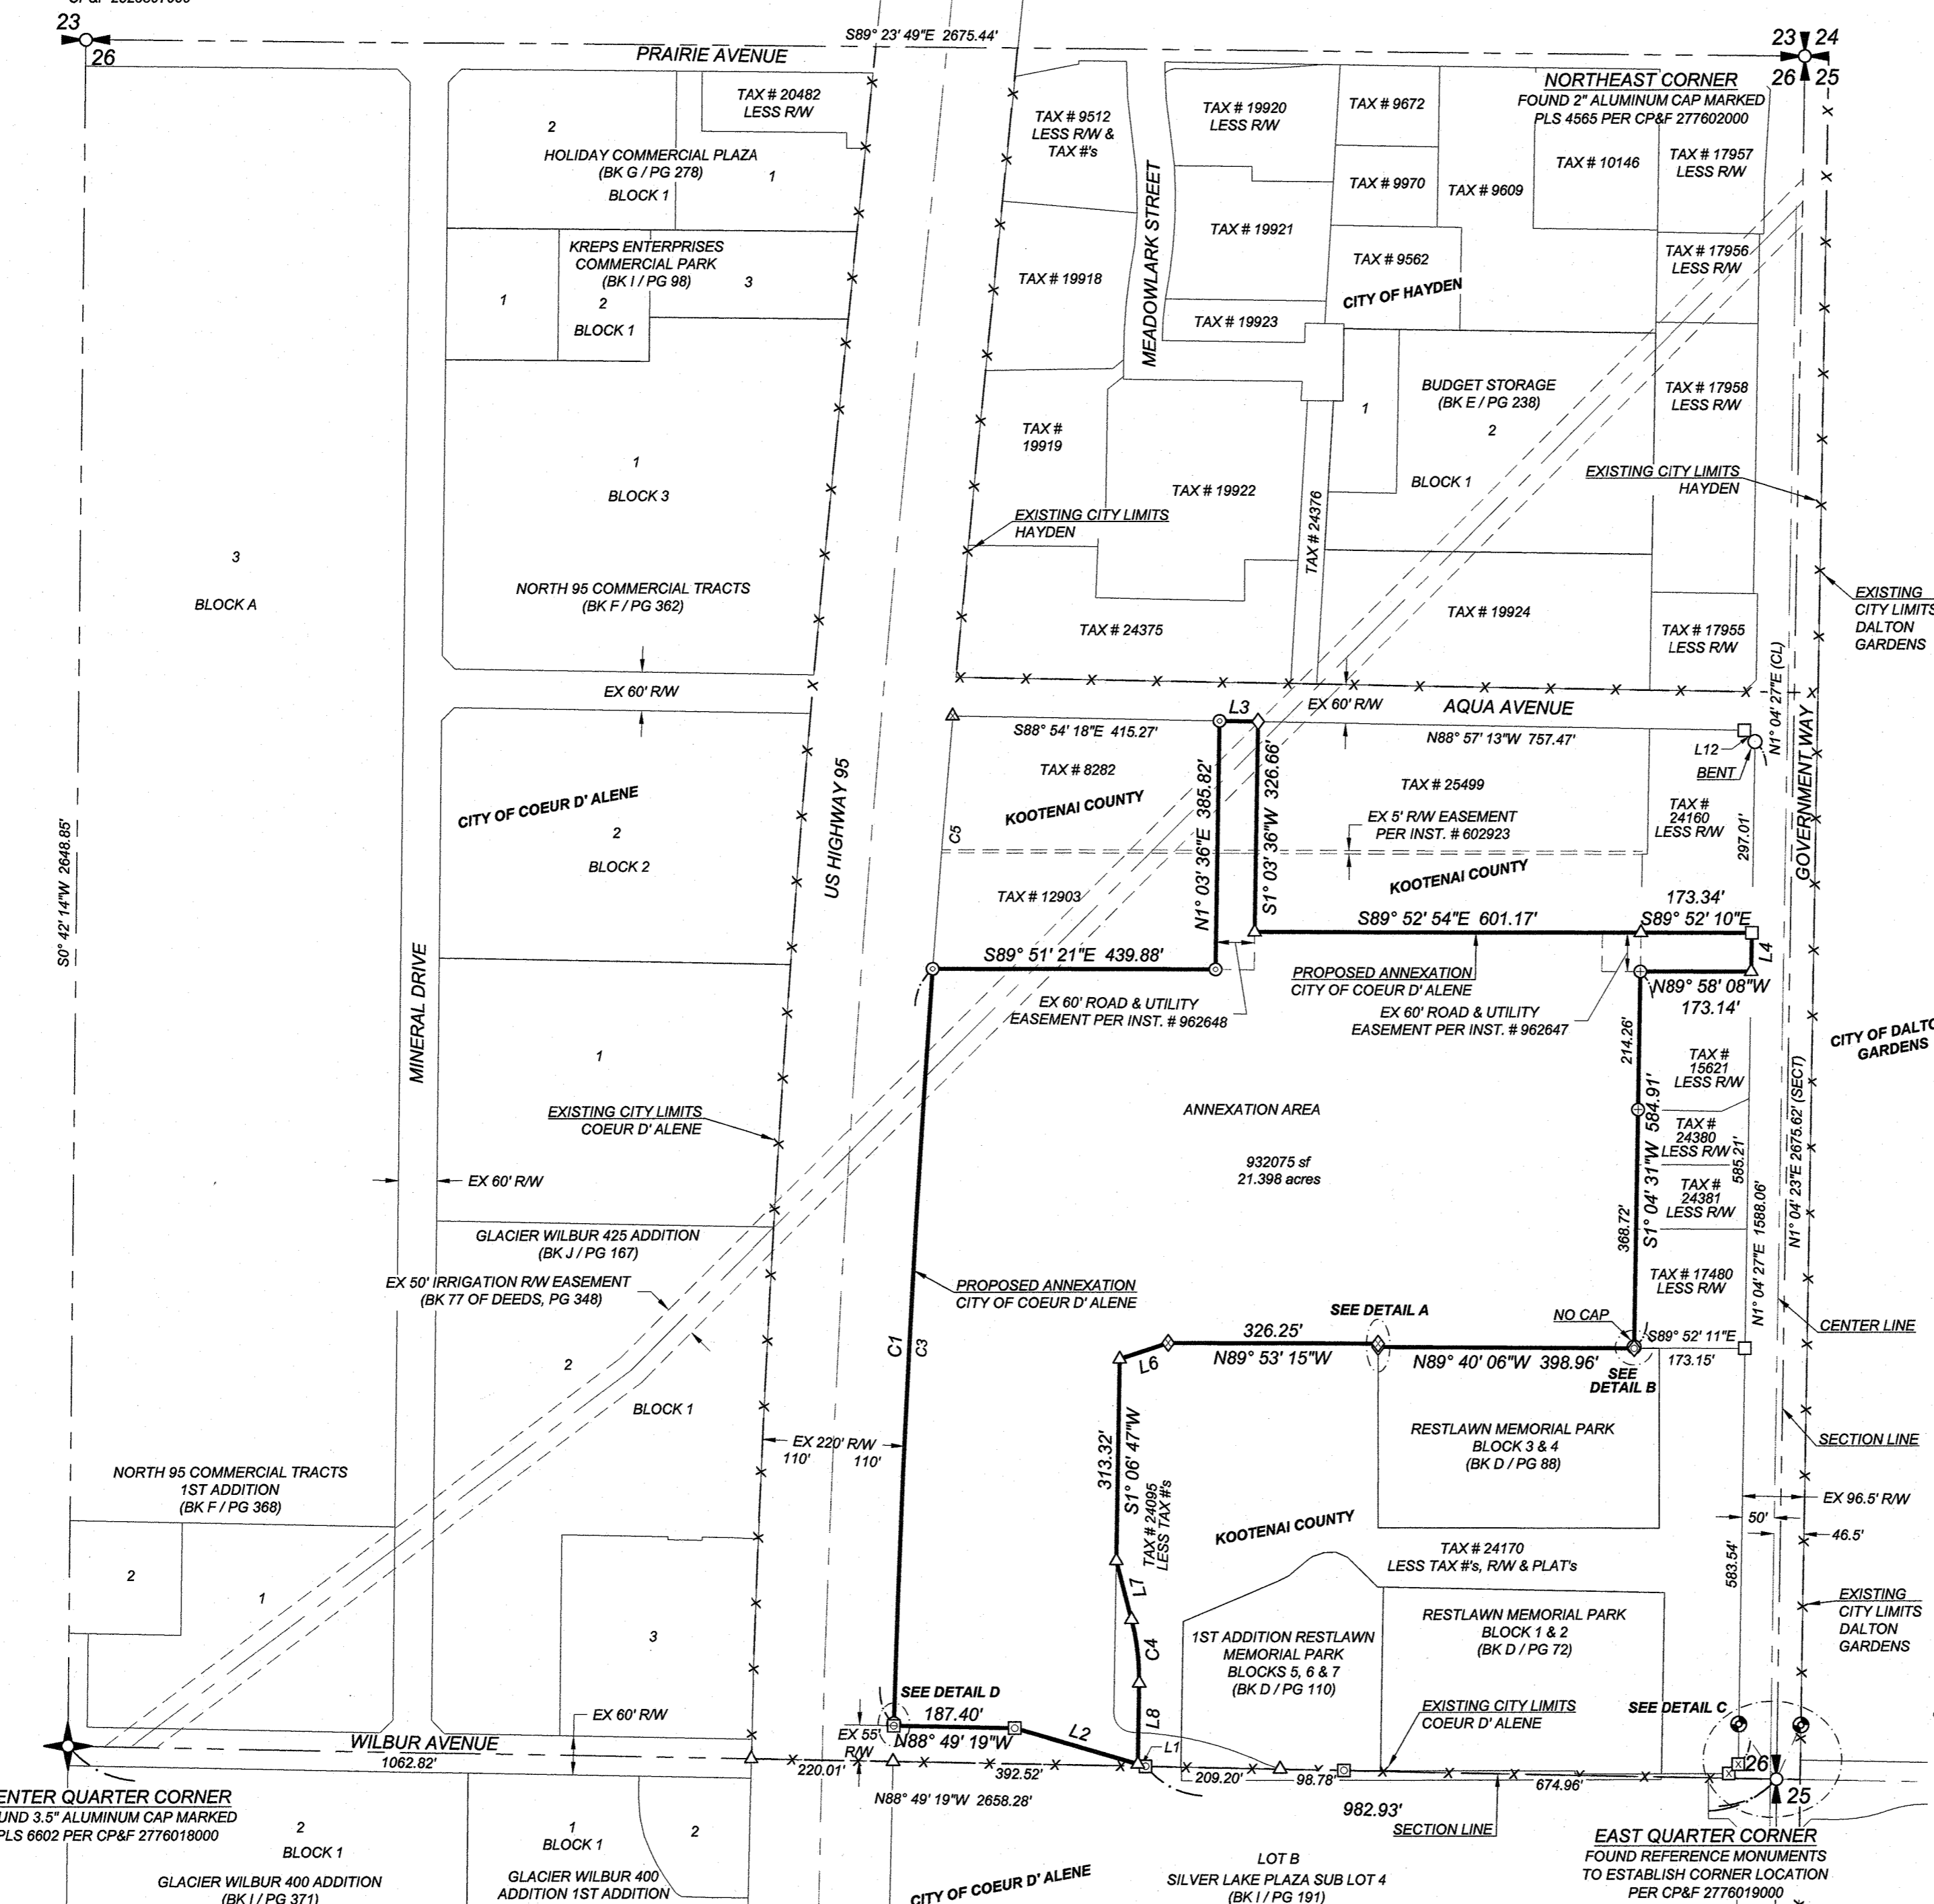 23
26
S89° 23' 49"E 2675.44'
PRAIRIE AVENUE
23 24
26 25
NORTHEAST CORNER
FOUND 2" ALUMINUM CAP MARKED
PLS 4565 PER CP&F 277602000
TAX # 20482
LESS R/W
2
HOLIDAY COMMERCIAL PLAZA
(BK G / PG 278)
BLOCK 1
1
TAX # 9512
LESS R/W &
TAX #'s
MEADOWLARK STREET
TAX # 19920
LESS R/W
TAX # 9672
TAX # 9970
TAX # 9609
TAX # 10146
TAX # 17957
LESS R/W
KREPS ENTERPRISES
COMMERCIAL PARK
(BK I / PG 98)
1
2
BLOCK 1
3
TAX # 19918
TAX # 19921
TAX # 9562
CITY OF HAYDEN
TAX # 17956
LESS R/W
TAX # 19923
1
BLOCK 3
NORTH 95 COMMERCIAL TRACTS
(BK F / PG 362)
TAX #
19919
TAX # 19922
EXISTING CITY LIMITS
HAYDEN
TAX # 24376
1
BUDGET STORAGE
(BK E / PG 238)
2
BLOCK 1
TAX # 17958
LESS R/W
EXISTING CITY LIMITS
HAYDEN
3
BLOCK A
TAX # 24375
TAX # 19924
TAX # 17955
LESS R/W
EXISTING
CITY LIMITS
DALTON
GARDENS
N1° 04' 27"E (CL)
EX 60' R/W
EX 60' R/W
AQUA AVENUE
L3
S88° 54' 18"E 415.27'
N88° 57' 13"W 757.47'
L12
BENT
GOVERNMENT WAY
CITY OF COEUR D' ALENE
2
BLOCK 2
US HIGHWAY 95
S0° 42' 14"W 2648.85'
MINERAL DRIVE
TAX # 8282
KOOTENAI COUNTY
C5
N1° 03' 36"E 385.82'
S1° 03' 36"W 326.66'
TAX # 25499
EX 5' R/W EASEMENT
PER INST. # 602923
KOOTENAI COUNTY
TAX #
24160
LESS R/W
297.01'
TAX # 12903
S89° 51' 21"E 439.88'
S89° 52' 54"E 601.17'
173.34'
S89° 52' 10"E
L4
PROPOSED ANNEXATION
CITY OF COEUR D' ALENE
N89° 58' 08"W
173.14'
EX 60' ROAD & UTILITY
EASEMENT PER INST. # 962648
EX 60' ROAD & UTILITY
EASEMENT PER INST. # 962647
GARDENS
1
EXISTING CITY LIMITS
COEUR D' ALENE
ANNEXATION AREA
932075 sf
21.398 acres
214.26'
S1° 04' 31"W 584.91'
368.72'
TAX #
15621
LESS R/W
TAX #
24380
LESS R/W
585.21'
TAX #
24381
LESS R/W
N1° 04' 27"E 1588.06'
N1° 04' 23"E 2675.62' (SECT)
EX 60' R/W
GLACIER WILBUR 425 ADDITION
(BK J / PG 167)
EX 50' IRRIGATION R/W EASEMENT
(BK 77 OF DEEDS, PG 348)
2
BLOCK 1
PROPOSED ANNEXATION
CITY OF COEUR D' ALENE
C1
C3
SEE DETAIL A
NO CAP
TAX # 17480
LESS R/W
CENTER LINE
326.25'
N89° 53' 15"W
N89° 40' 06"W 398.96'
S89° 52' 11"E
173.15'
SEE
DETAIL B
L6
313.32'
S1° 06' 47"W
TAX # 24095
LESS TAX #'s
RESTLAWN MEMORIAL PARK
BLOCK 3 & 4
(BK D / PG 88)
SECTION LINE
EX 220' R/W
110'
110'
NORTH 95 COMMERCIAL TRACTS
1ST ADDITION
(BK F / PG 368)
EX 96.5' R/W
50'
46.5'
KOOTENAI COUNTY
TAX # 24170
LESS TAX #'s, R/W & PLAT's
583.54'
2
1
3
L7
C4
L8
1ST ADDITION RESTLAWN
MEMORIAL PARK
BLOCKS 5, 6 & 7
(BK D / PG 110)
RESTLAWN MEMORIAL PARK
BLOCK 1 & 2
(BK D / PG 72)
EXISTING
CITY LIMITS
DALTON
GARDENS
EXISTING CITY LIMITS
COEUR D' ALENE
SEE DETAIL C
SEE DETAIL D
187.40'
N88° 49' 19"W
L2
L1
EX 60' R/W
EX 55'
R/W
WILBUR AVENUE
1062.82'
220.01'
392.52'
209.20'
98.78'
674.96'
26
25
N88° 49' 19"W 2658.28'
982.93'
SECTION LINE
ENTER QUARTER CORNER
UND 3.5" ALUMINUM CAP MARKED
PLS 6602 PER CP&F 2776018000
EAST QUARTER CORNER
FOUND REFERENCE MONUMENTS
TO ESTABLISH CORNER LOCATION
PER CP&F 2776019000
2
BLOCK 1
GLACIER WILBUR 400 ADDITION
(BK I / PG 371)
1
BLOCK 1
2
GLACIER WILBUR 400
ADDITION 1ST ADDITION
CITY OF COEUR D' ALENE
LOT B
SILVER LAKE PLAZA SUB LOT 4
(BK I / PG 191)